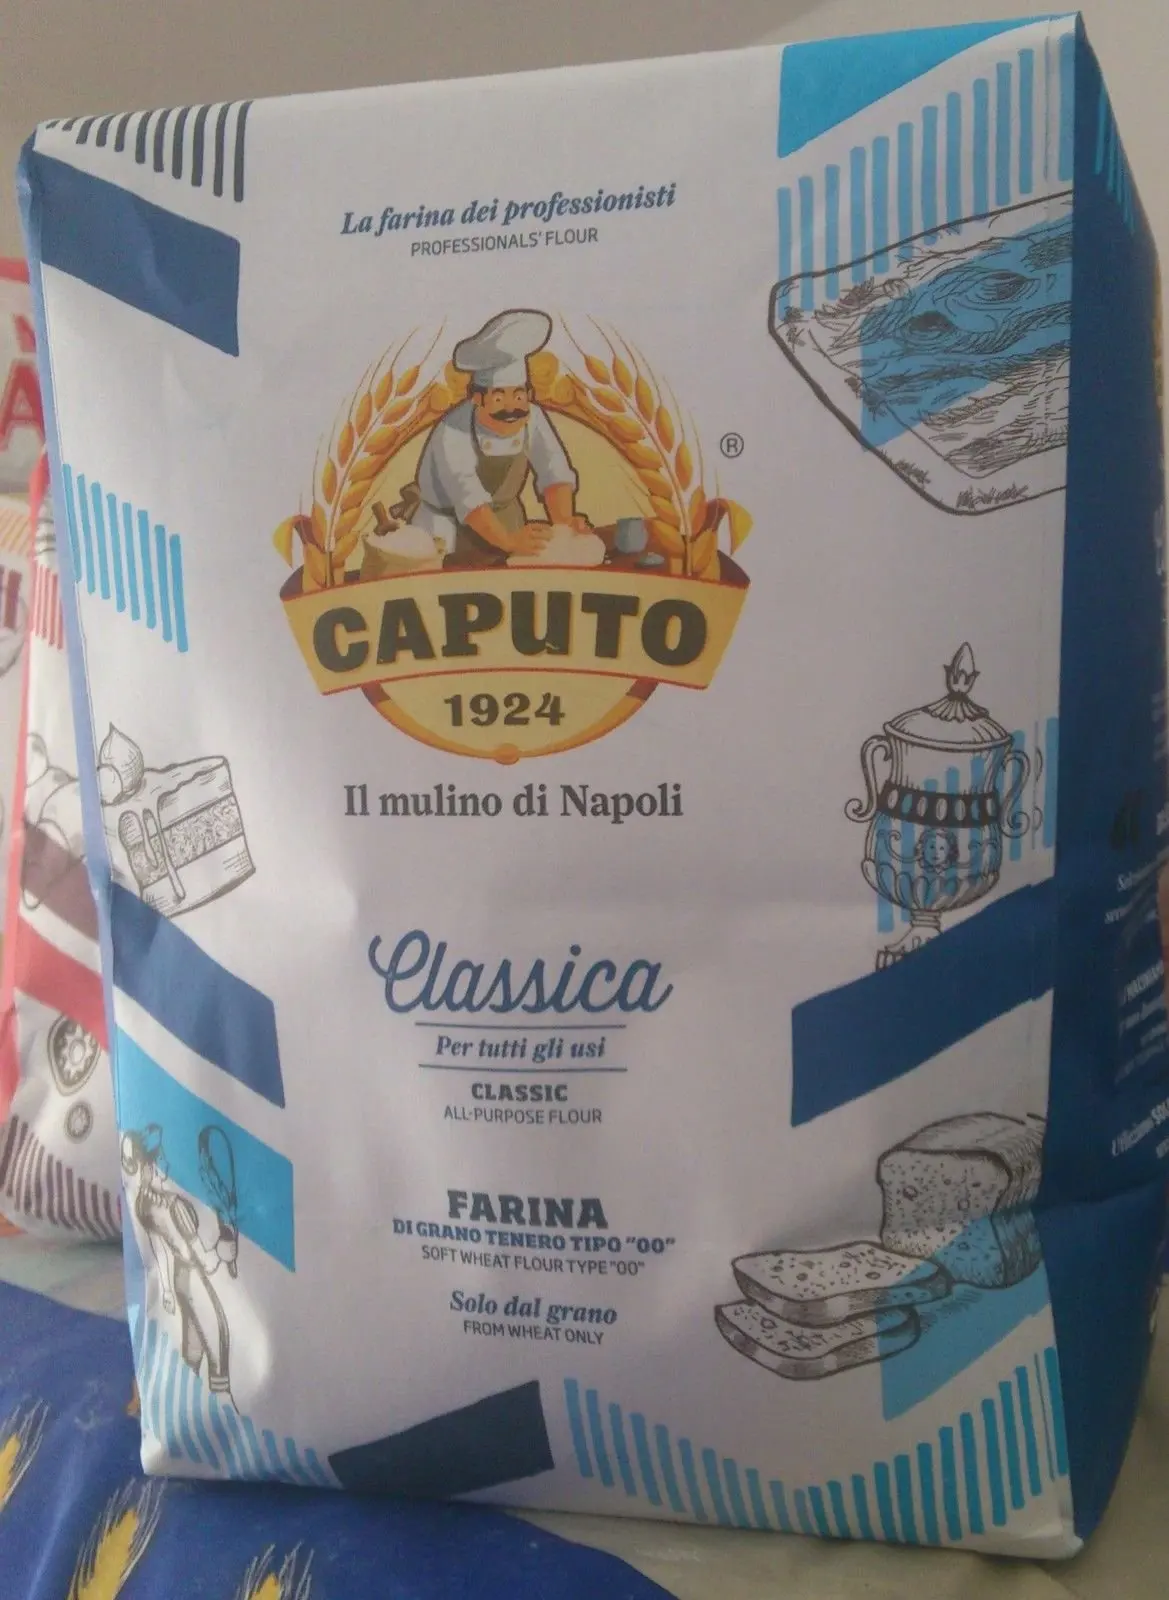 La farina dei professionisti
PROFESSIONALS' FLOUR
®
CAPUTO
1924
Il mulino di Napoli
Classica
Per tutti gli usi
CLASSIC
ALL-PURPOSE FLOUR
FARINA
DI GRANO TENERO TIPO "00"
SOFT WHEAT FLOUR TYPE "00"
Solo dal grano
FROM WHEAT ONLY